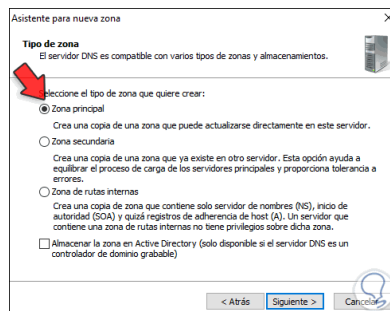 Asistente para nueva zona
Tipo de zona
El servidor DNS es compatible con varios tipos de zonas y almacenamientos.
Seleccione el tipo de zona que quiere crear:
Zona principal
Crea una copia de una zona que puede actualizarse directamente en este servidor.
Zona secundaria
Crea una copia de una zona que ya existe en otro servidor. Esta opción ayuda a
equilibrar el proceso de carga de los servidores principales y proporciona tolerancia a
errores.
Zona de rutas internas
Crea una copia de zona que contiene solo servidor de nombres (NS), inicio de
autoridad (SOA) y quizá registros de adherencia de host (A). Un servidor que
contiene una zona de rutas internas no tiene privilegios sobre dicha zona.
Almacenar la zona en Active Directory (solo disponible si el servidor DNS es un
controlador de dominio grabable)
< Atrás Siguiente > Cancelar